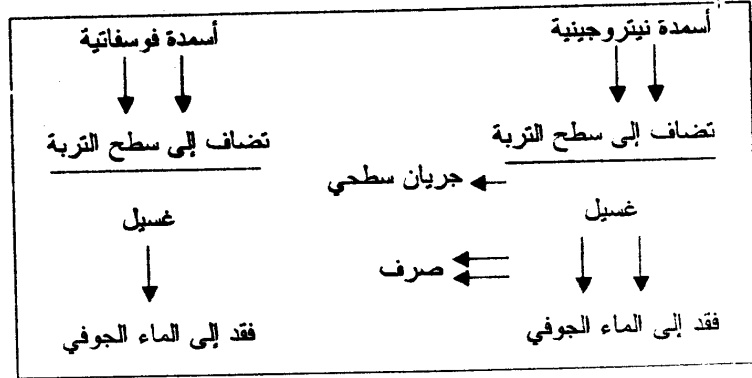 أسمدة نيتروجينية
أسمدة فوسفاتية
تضاف إلى سطح التربة
تضاف إلى سطح التربة
جريان سطحي
غسيل
غسيل
صرف
فقد إلى الماء الجوفي
فقد إلى الماء الجوفي